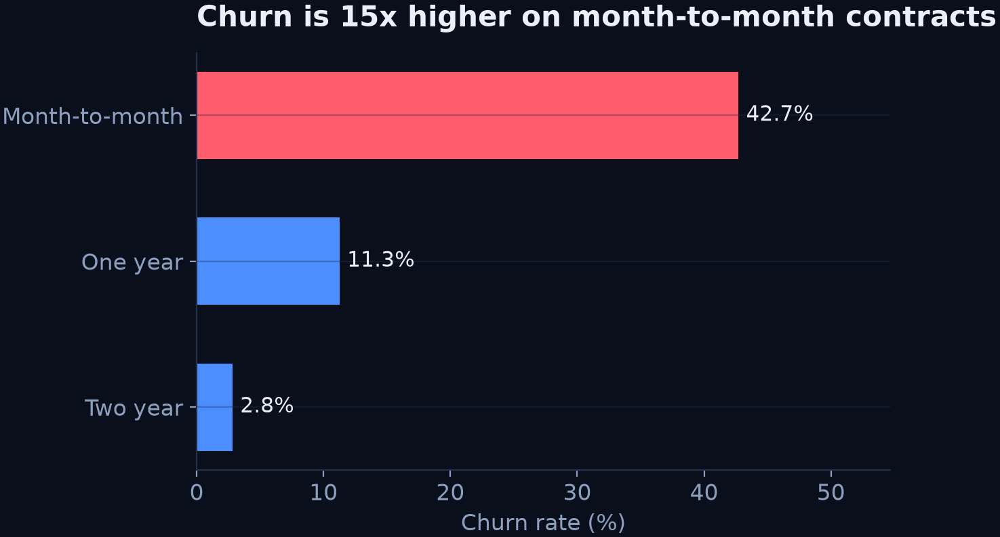 Churn is 15x higher on month-to-month contracts
Month-to-month
42.7%
One year
11.3%
Two year
2.8%
0 10 20 30 40 50
Churn rate (%)